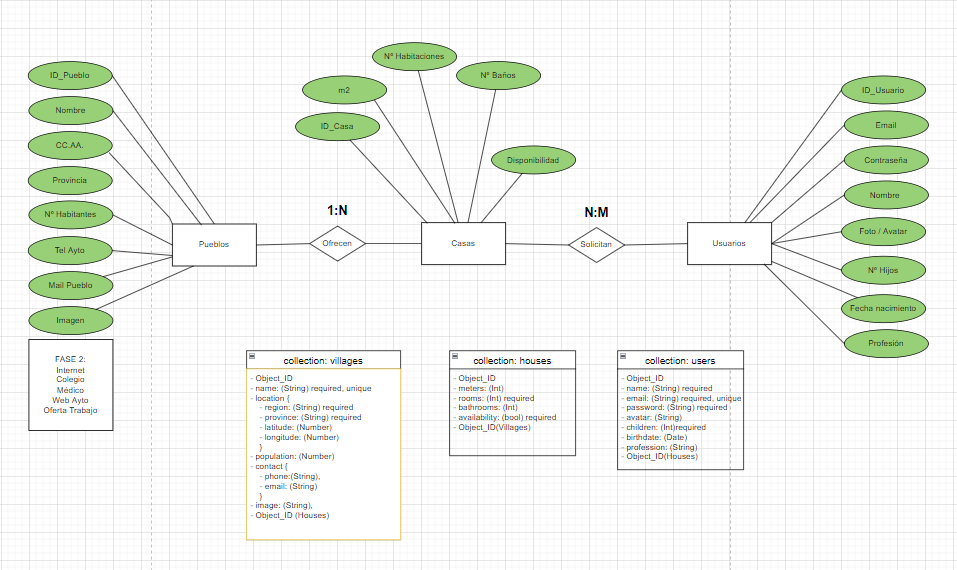 ID_Pueblo
Nombre
CC.AA.
Provincia
Nº Habitantes
Tel Ayto
Mail Pueblo
Imagen
Pueblos
1:N
Ofrecen
Nº Habitaciones
Nº Baños
m2
ID_Casa
Disponibilidad
Casas
N:M
Solicitan
Usuarios
ID_Usuario
Email
Contraseña
Nombre
Foto / Avatar
Nº Hijos
Fecha nacimiento
Profesión
FASE 2:
Internet
Colegio
Médico
Web Ayto
Oferta Trabajo
collection: villages
- Object_ID
- name: (String) required, unique
- location {
- region: (String) required
- province: (String) required
- latitude: (Number)
- longitude: (Number)
}
- population: (Number)
- contact {
- phone:(String),
- email: (String)
}
- image: (String),
- Object_ID (Houses)
collection: houses
- Object_ID
- meters: (Int)
- rooms: (Int) required
- bathrooms: (Int)
- availability: (bool) required
- Object_ID(Villages)
collection: users
- Object_ID
- name: (String) required
- email: (String) required, unique
- password: (String) required
- avatar: (String)
- children: (Int)required
- birthdate: (Date)
- profession: (String)
- Object_ID(Houses)